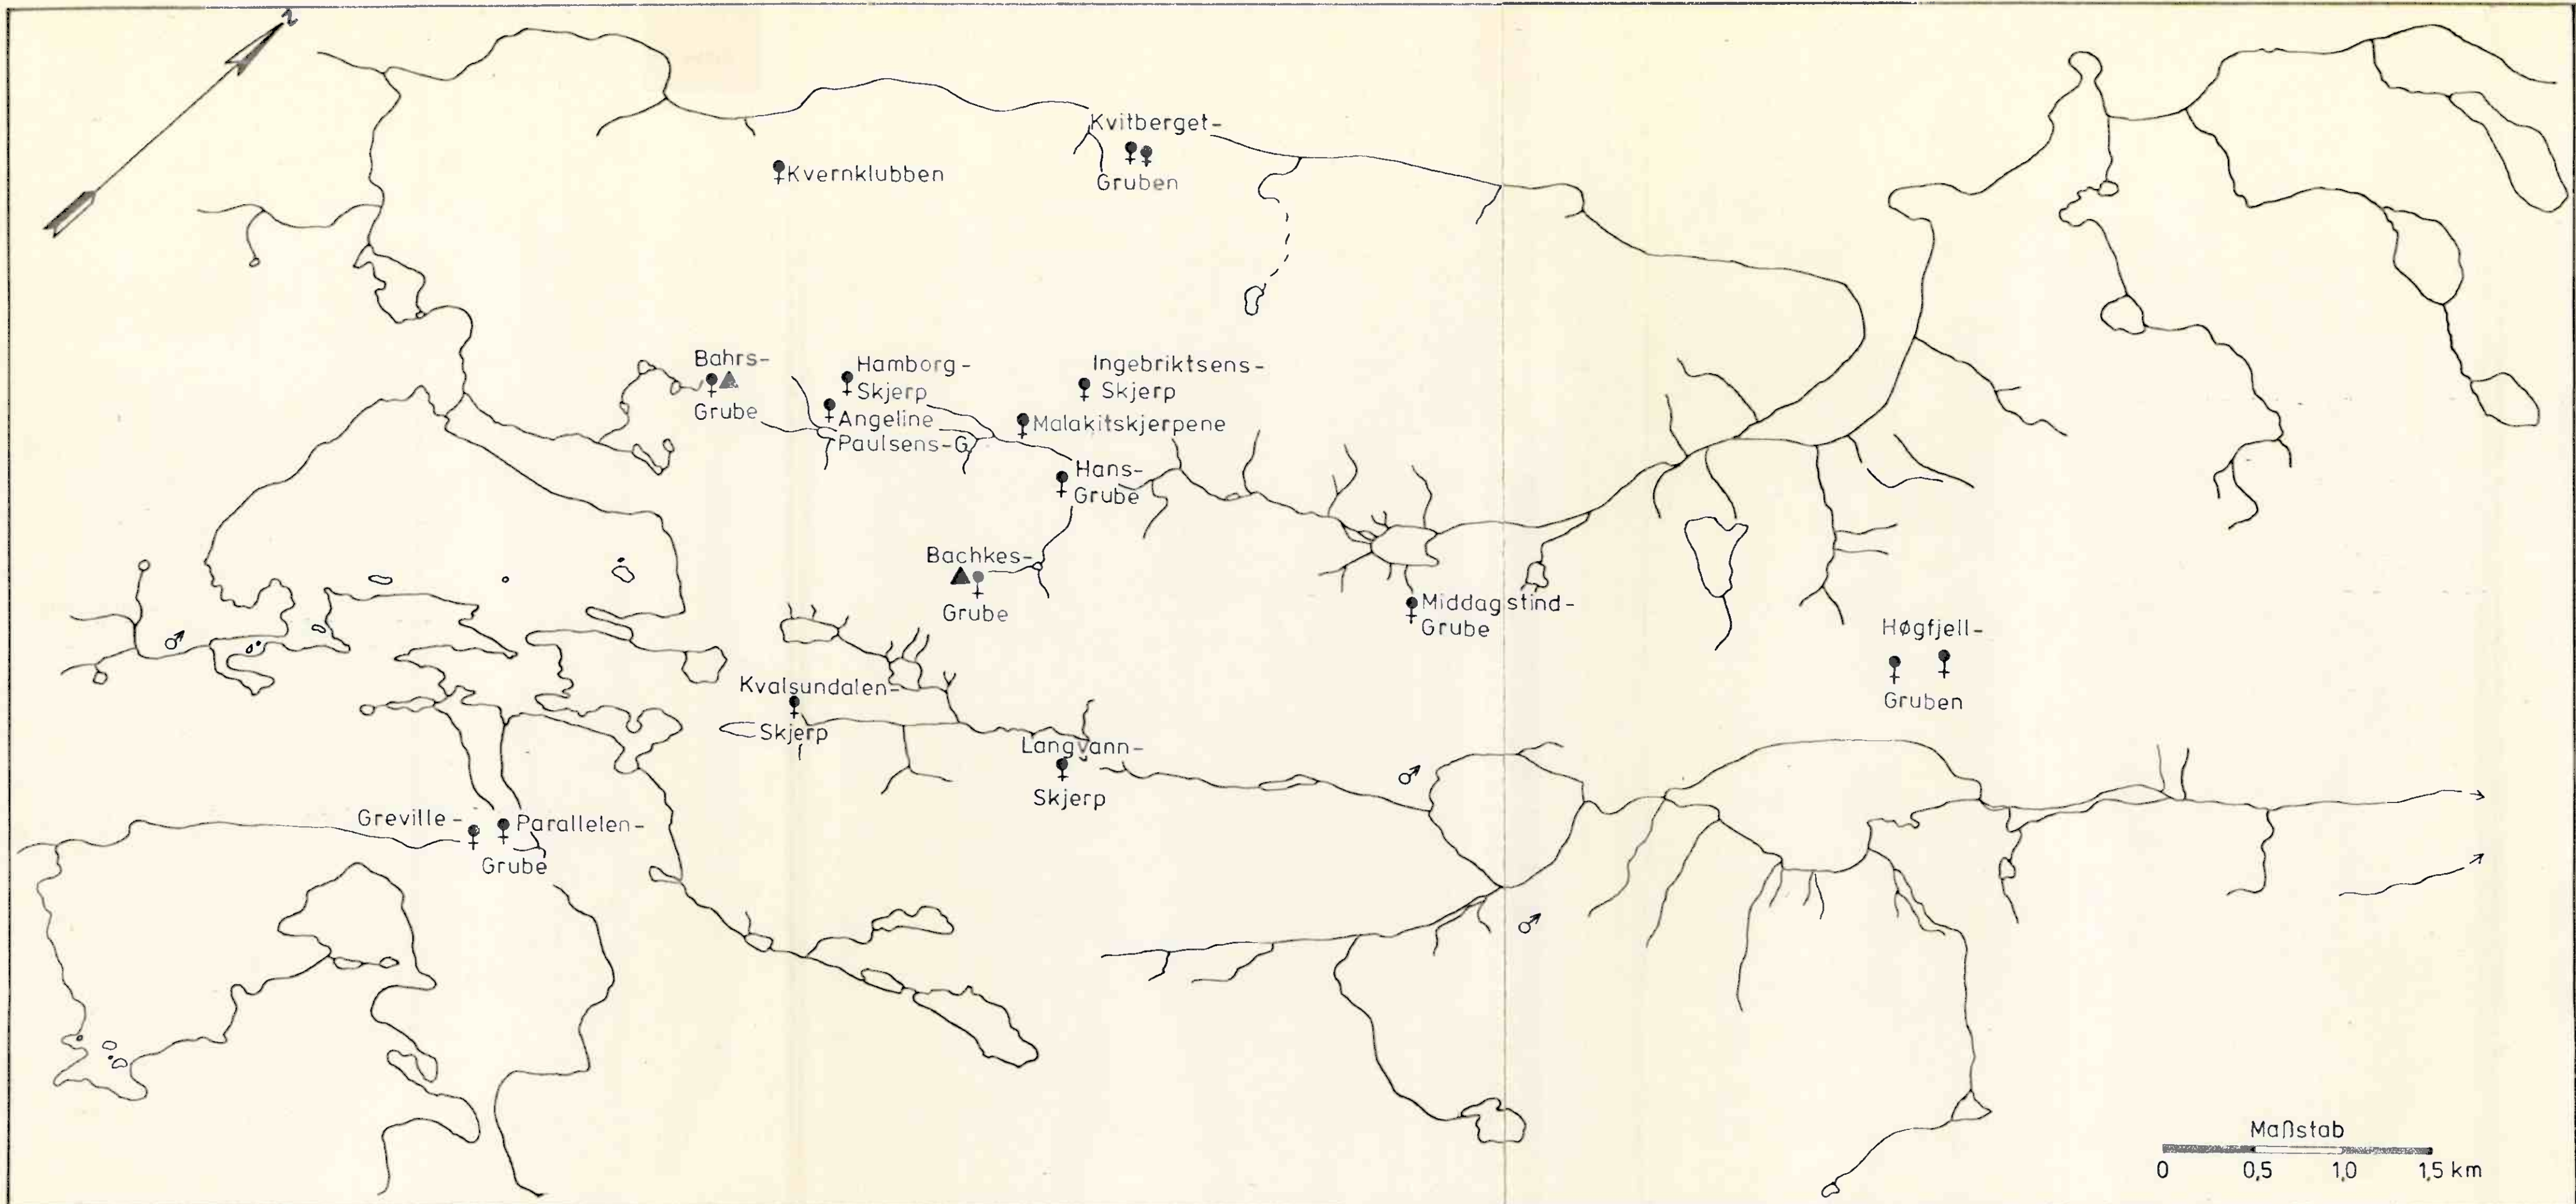 N
Kvitberget-
Gruben
Kvernklubben
Bahrs-
Grube
Hamborg-
Skjerp
Angeline
Paulsens-G
Ingebriktsens-
Skjerp
Malakitskjerpene
Hans-
Grube
Bachkes-
Grube
Middagstind-
Grube
Høgfjell-
Gruben
Kvalsundalen-
Skjerp
Langvann-
Skjerp
Greville-
Parallelen-
Grube
Maßstab
0 0,5 1,0 1,5 km